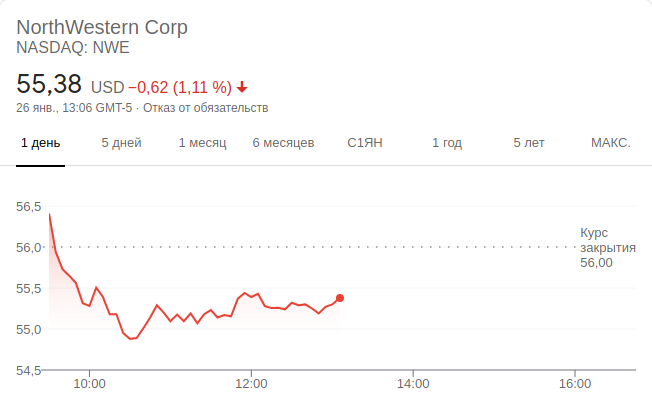 NorthWestern Corp
NASDAQ: NWE
55,38 USD −0,62 (1,11 %)
26 янв., 13:06 GMT-5 · Отказ от обязательств
1 день 5 дней 1 месяц 6 месяцев С1ЯН 1 год 5 лет МАКС.
56,5
Курс
56,0 закрытия
56,00
55,5
55,0
54,5
10:00 12:00 14:00 16:00